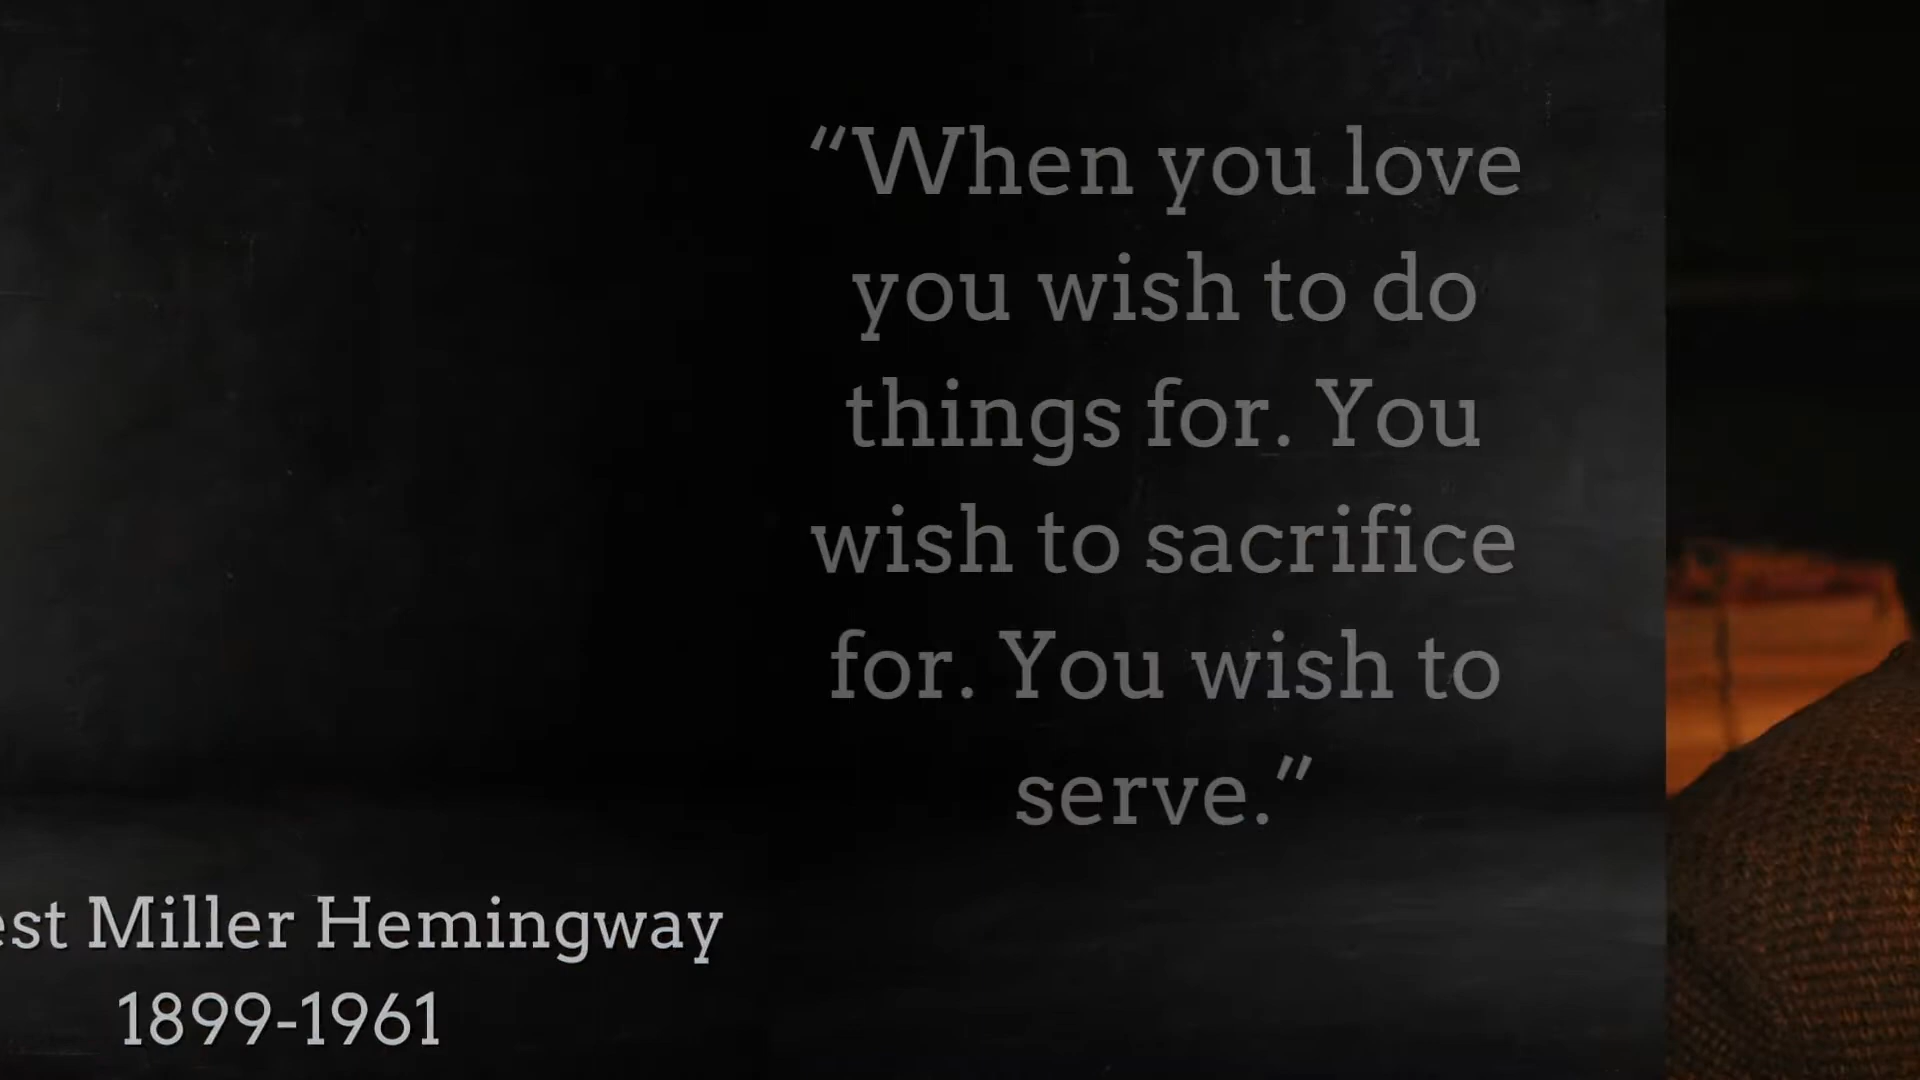 “When you love
you wish to do
things for. You
wish to sacrifice
for. You wish to
serve.”
est Miller Hemingway
1899-1961